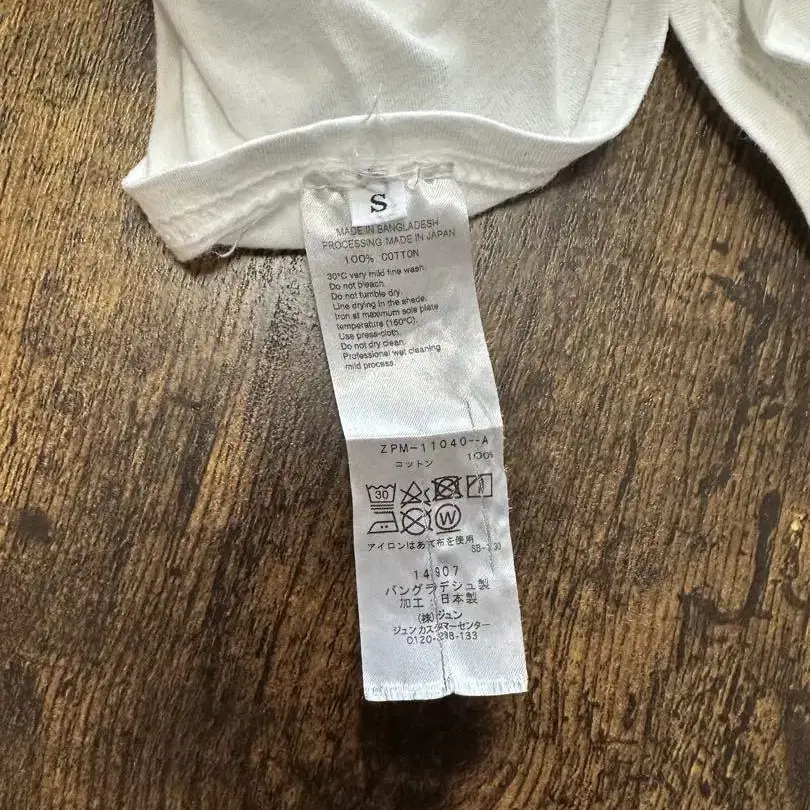 S
MADE IN BANGLADESH
PROCESSING MADE IN JAPAN
100% COTTON
30°C very mild fine wash.
Do not bleach.
Do not tumble dry.
Line drying in the shade.
Iron at maximum sole plate
temperature (150°C).
Use press-cloth.
Do not dry clean.
Professional wet cleaning
mild process.
ZPM-11040--A
コットン 100%
30
W
アイロンはあて布を使用
14907
バングラデシュ製
加工:日本製
(株)ジュン
ジュンカスタマーセンター